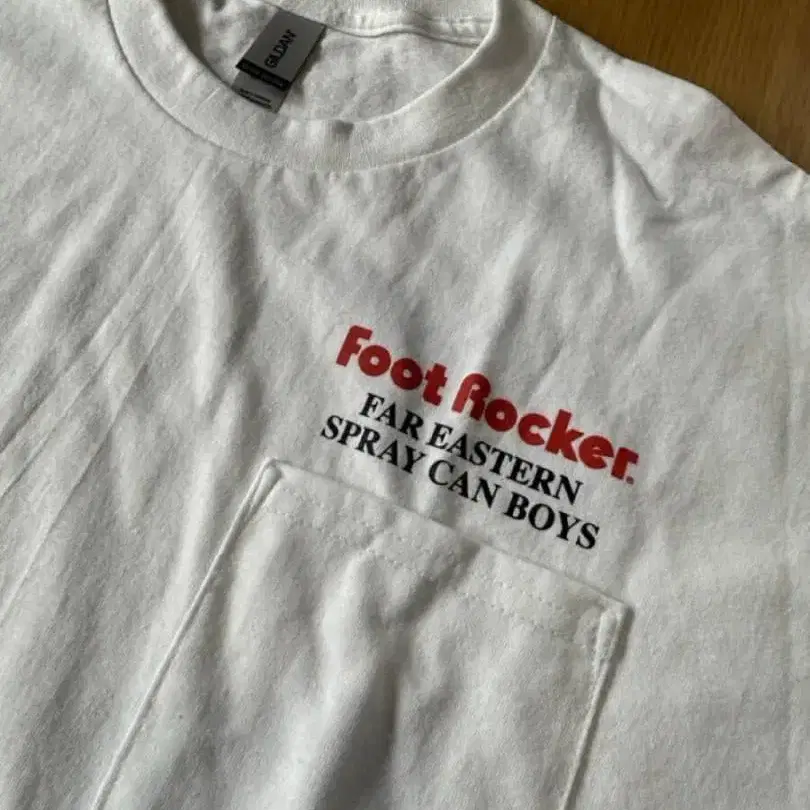 GILDAN
Foot Rocker.
FAR EASTERN
SPRAY CAN BOYS